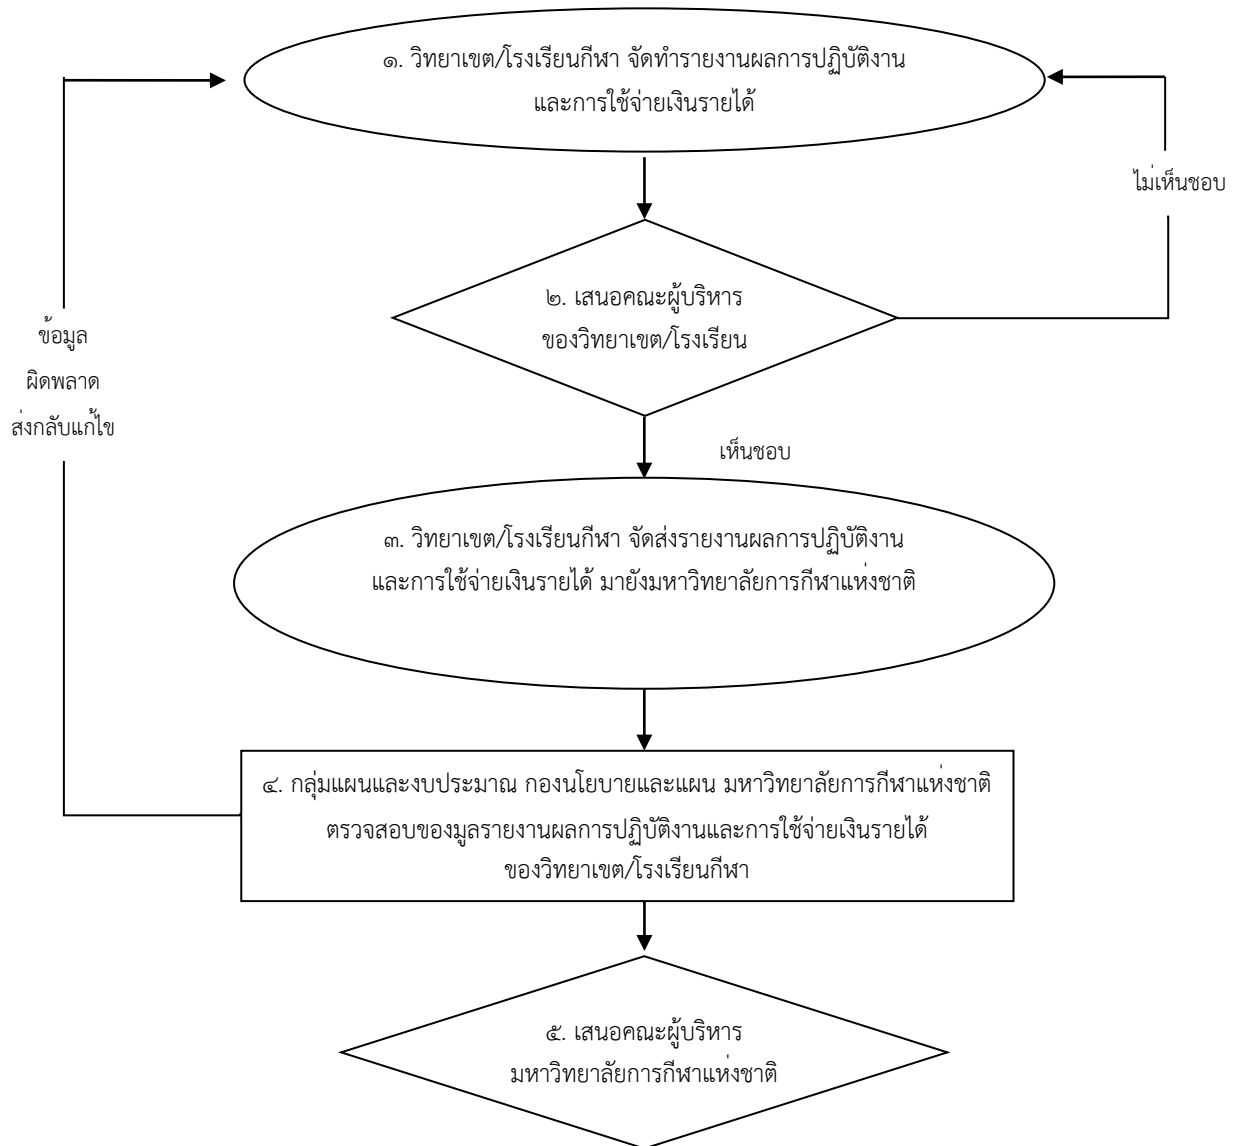 ๑. วิทยาเขต/โรงเรียนกีฬา จัดทำรายงานผลการปฏิบัติงาน
และการใช้จ่ายเงินรายได้
ไม่เห็นชอบ
๒. เสนอคณะผู้บริหาร
ของวิทยาเขต/โรงเรียน
ข้อมูล
ผิดพลาด
ส่งกลับแก้ไข
เห็นชอบ
๓. วิทยาเขต/โรงเรียนกีฬา จัดส่งรายงานผลการปฏิบัติงาน
และการใช้จ่ายเงินรายได้ มายังมหาวิทยาลัยการกีฬาแห่งชาติ
๔. กลุ่มแผนและงบประมาณ กองนโยบายและแผน มหาวิทยาลัยการกีฬาแห่งชาติ
ตรวจสอบของมูลรายงานผลการปฏิบัติงานและการใช้จ่ายเงินรายได้
ของวิทยาเขต/โรงเรียนกีฬา
๕. เสนอคณะผู้บริหาร
มหาวิทยาลัยการกีฬาแห่งชาติ